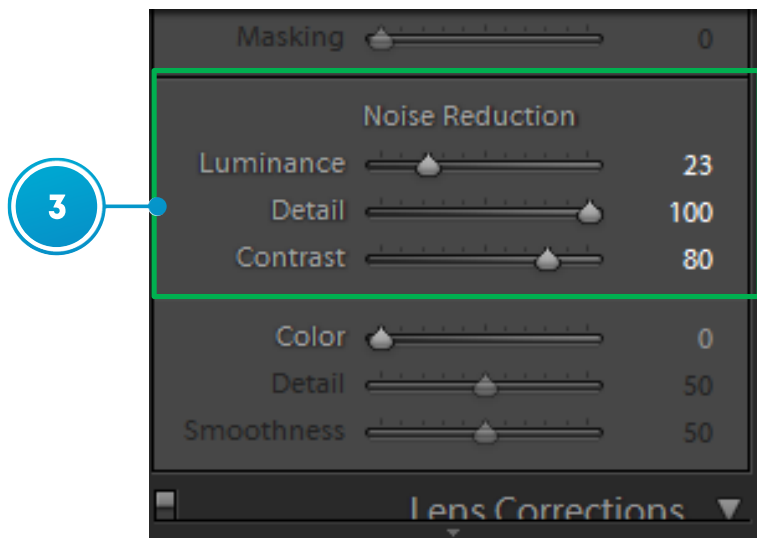 Masking 0
Noise Reduction
Luminance 23
3
Detail 100
Contrast 80
Color 0
Detail 50
Smoothness 50
Lens Corrections